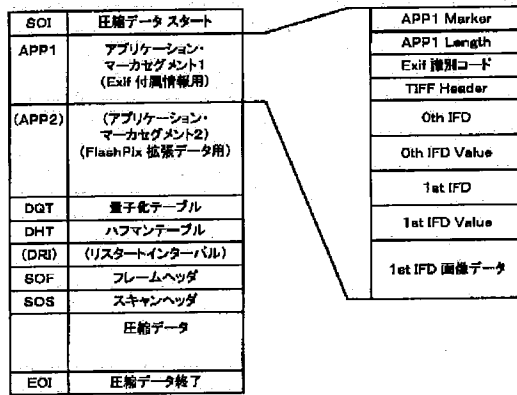 SOI 圧縮データ スタート
APP1 アプリケーション・
マーカセグメント1
(Exif 付属情報用)
(APP2) (アプリケーション・
マーカセグメント2)
(FlashPix 拡張データ用)
DQT 量子化テーブル
DHT ハフマンテーブル
(DRI) (リスタートインターバル)
SOF フレームヘッダ
SOS スキャンヘッダ
圧縮データ
EOI 圧縮データ終了
APP1 Marker
APP1 Length
Exif 識別コード
TIFF Header
0th IFD
0th IFD Value
1st IFD
1st IFD Value
1st IFD 画像データ